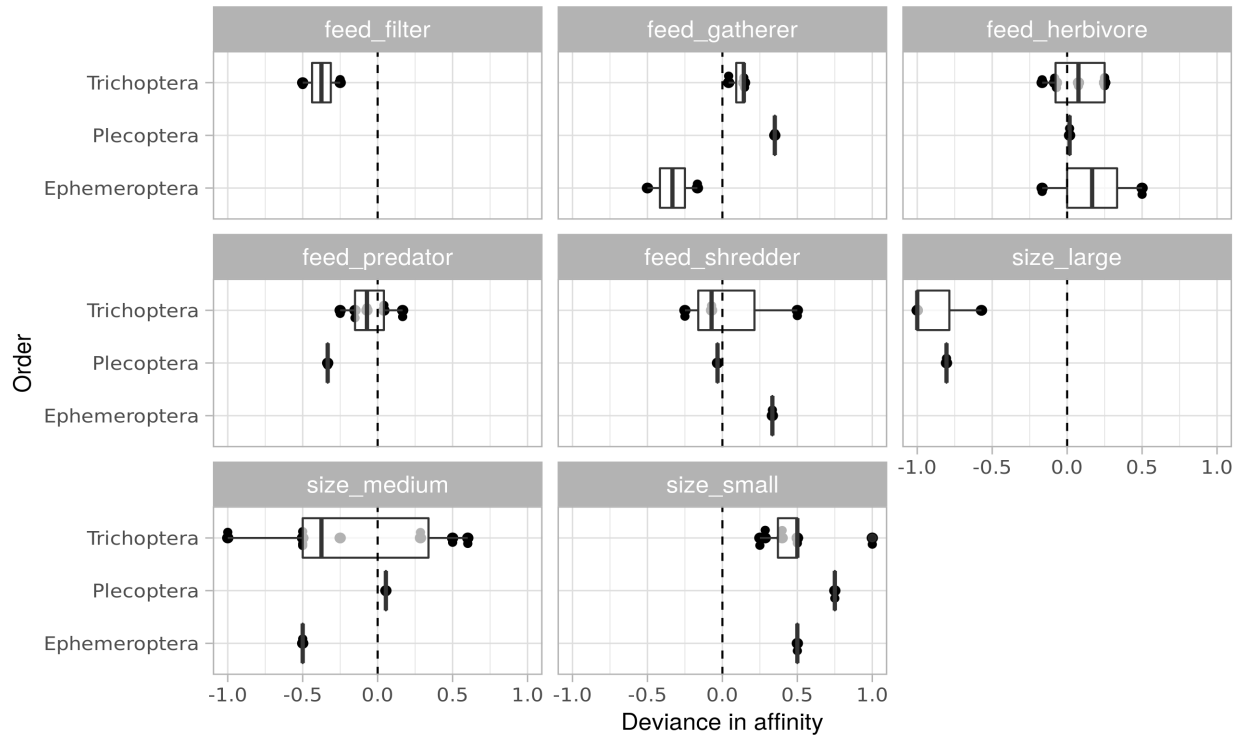 feed_filter feed_gatherer feed_herbivore
Trichoptera
Plecoptera
Ephemeroptera
feed_predator feed_shredder size_large
Trichoptera
Plecoptera
Ephemeroptera
-1.0 -0.5 0.0 0.5 1.0
size_medium size_small
Trichoptera
Plecoptera
Ephemeroptera
-1.0 -0.5 0.0 0.5 1.0 -1.0 -0.5 0.0 0.5 1.0
Deviance in affinity
Order